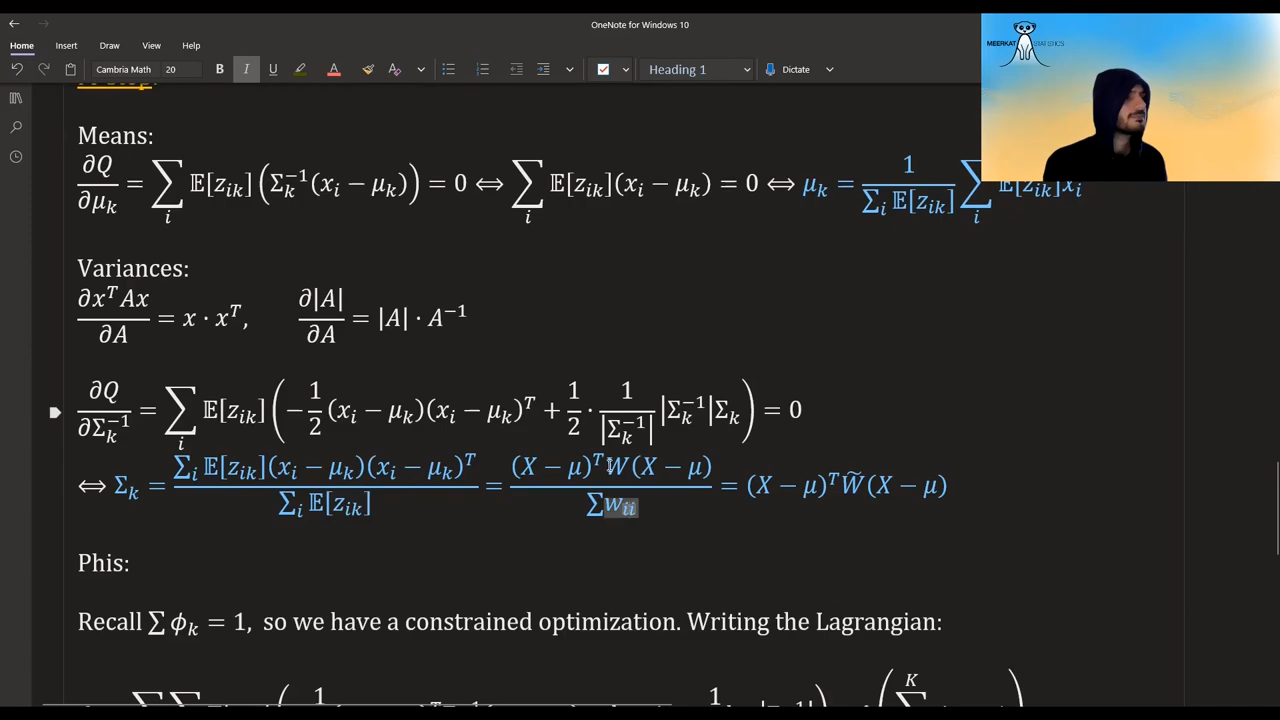 OneNote for Windows 10
Home Insert Draw View Help
Cambria Math 20 B I U A Heading 1 Dictate
MEERKAT STATISTICS
Means:
∂Q/∂μ_k = ∑_i 𝔼[z_ik] (Σ_k^{-1}(x_i − μ_k)) = 0 ⟺ ∑_i 𝔼[z_ik](x_i − μ_k) = 0 ⟺ μ_k = 1/(∑_i 𝔼[z_ik]) ∑_i 𝔼[z_ik]x_i
Variances:
∂x^T Ax/∂A = x · x^T, ∂|A|/∂A = |A| · A^{-1}
∂Q/∂Σ_k^{-1} = ∑_i 𝔼[z_ik] (−1/2 (x_i − μ_k)(x_i − μ_k)^T + 1/2 · 1/|Σ_k^{-1}| |Σ_k^{-1}|Σ_k) = 0
⟺ Σ_k = ∑_i 𝔼[z_ik](x_i − μ_k)(x_i − μ_k)^T / ∑_i 𝔼[z_ik] = (X − μ)^T W(X − μ) / ∑w_ii = (X − μ)^T W̃(X − μ)
Phis:
Recall ∑ ϕ_k = 1, so we have a constrained optimization. Writing the Lagrangian: